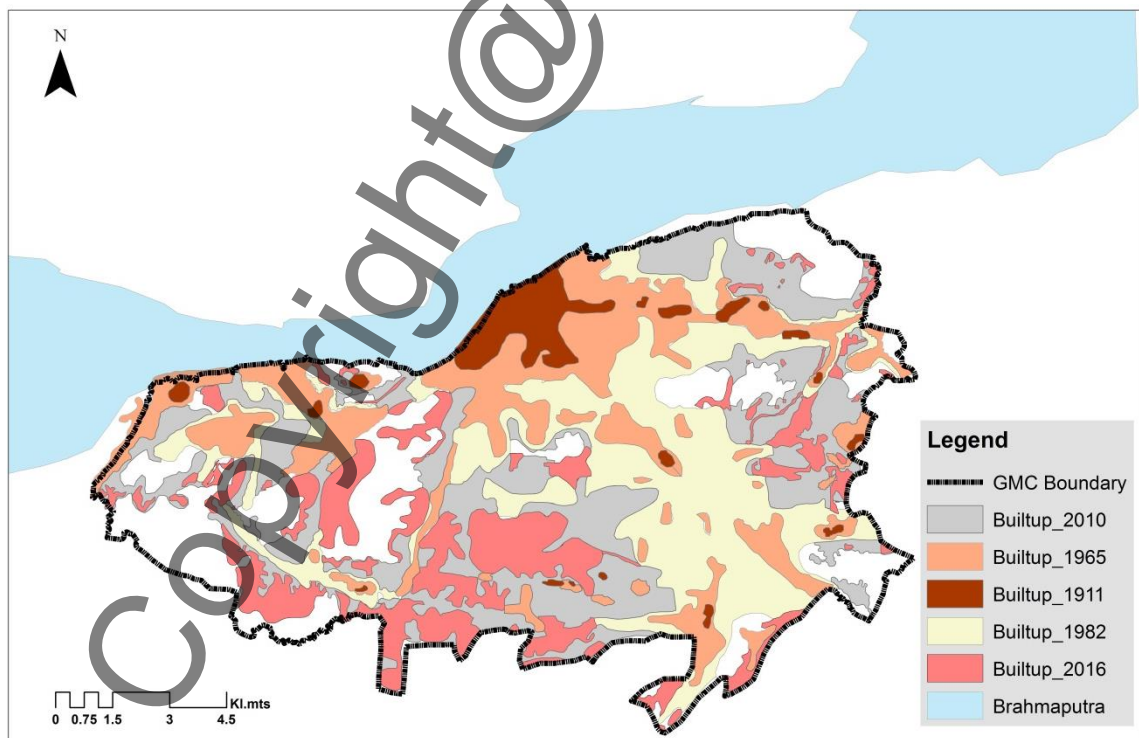 N
Copyright@
Legend
GMC Boundary
Builtup_2010
Builtup_1965
Builtup_1911
Builtup_1982
Builtup_2016
Brahmaputra
Kl.mts
0 0.75 1.5 3 4.5